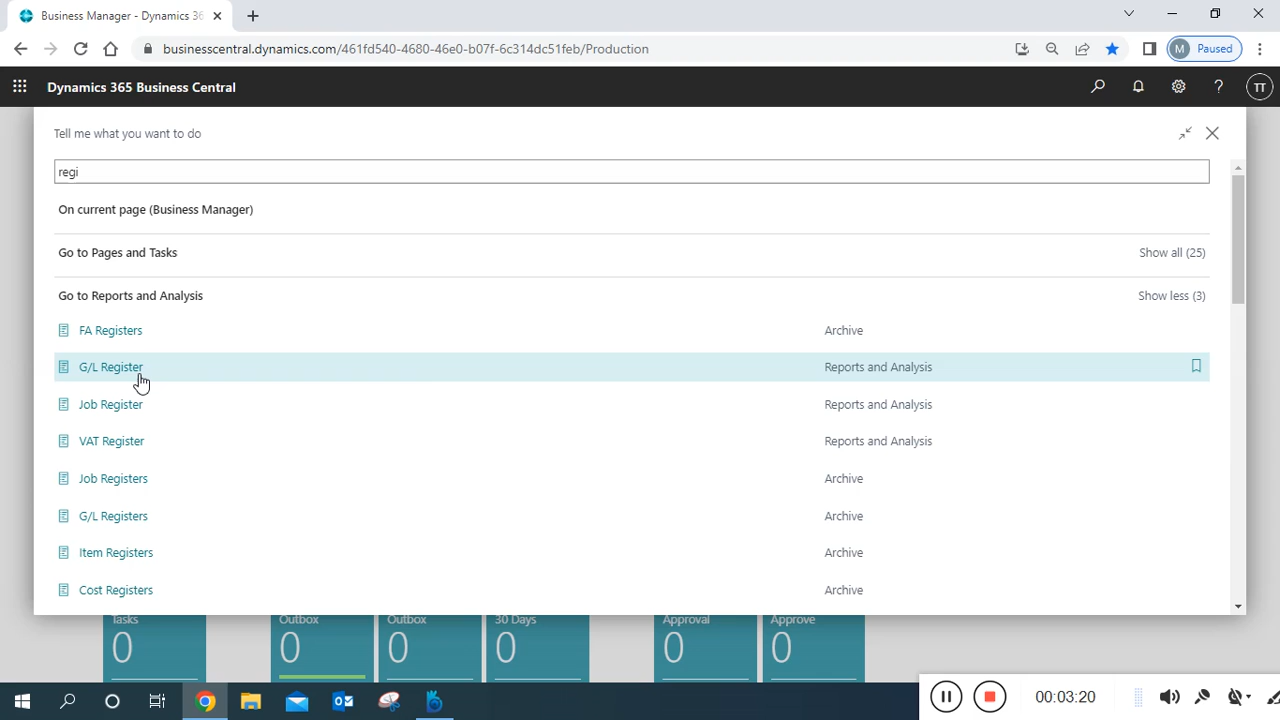 Business Manager - Dynamics 36
businesscentral.dynamics.com/461fd540-4680-46e0-b07f-6c314dc51feb/Production
M Paused
Dynamics 365 Business Central
TT
Tell me what you want to do
regi
On current page (Business Manager)
Go to Pages and Tasks Show all (25)
Go to Reports and Analysis Show less (3)
FA Registers Archive
G/L Register Reports and Analysis
Job Register Reports and Analysis
VAT Register Reports and Analysis
Job Registers Archive
G/L Registers Archive
Item Registers Archive
Cost Registers Archive
Tasks Outbox Outbox 30 Days Approval Approve
0 0 0 0 0 0
00:03:20